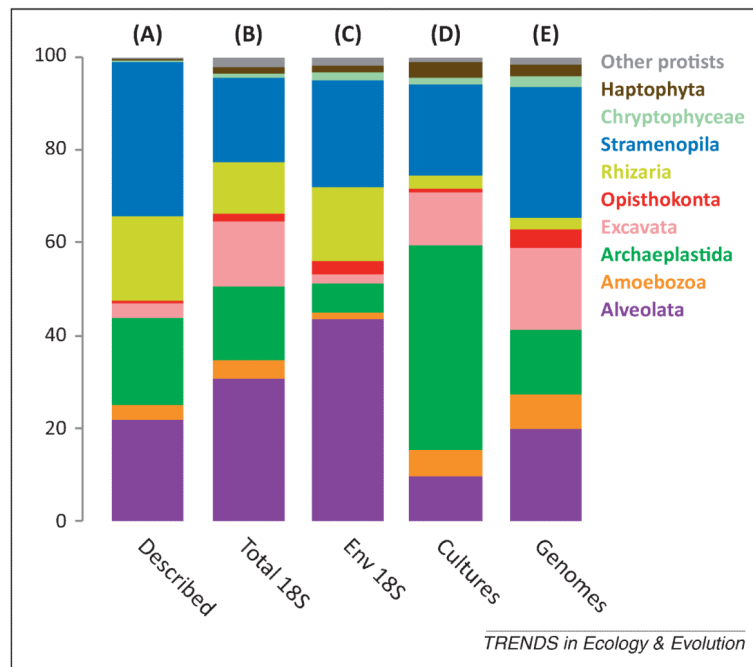 (A) (B) (C) (D) (E)
100
80
60
40
20
0
Other protists
Haptophyta
Chryptophyceae
Stramenopila
Rhizaria
Opisthokonta
Excavata
Archaeplastida
Amoebozoa
Alveolata
Described
Total 18S
Env 18S
Cultures
Genomes
TRENDS in Ecology & Evolution